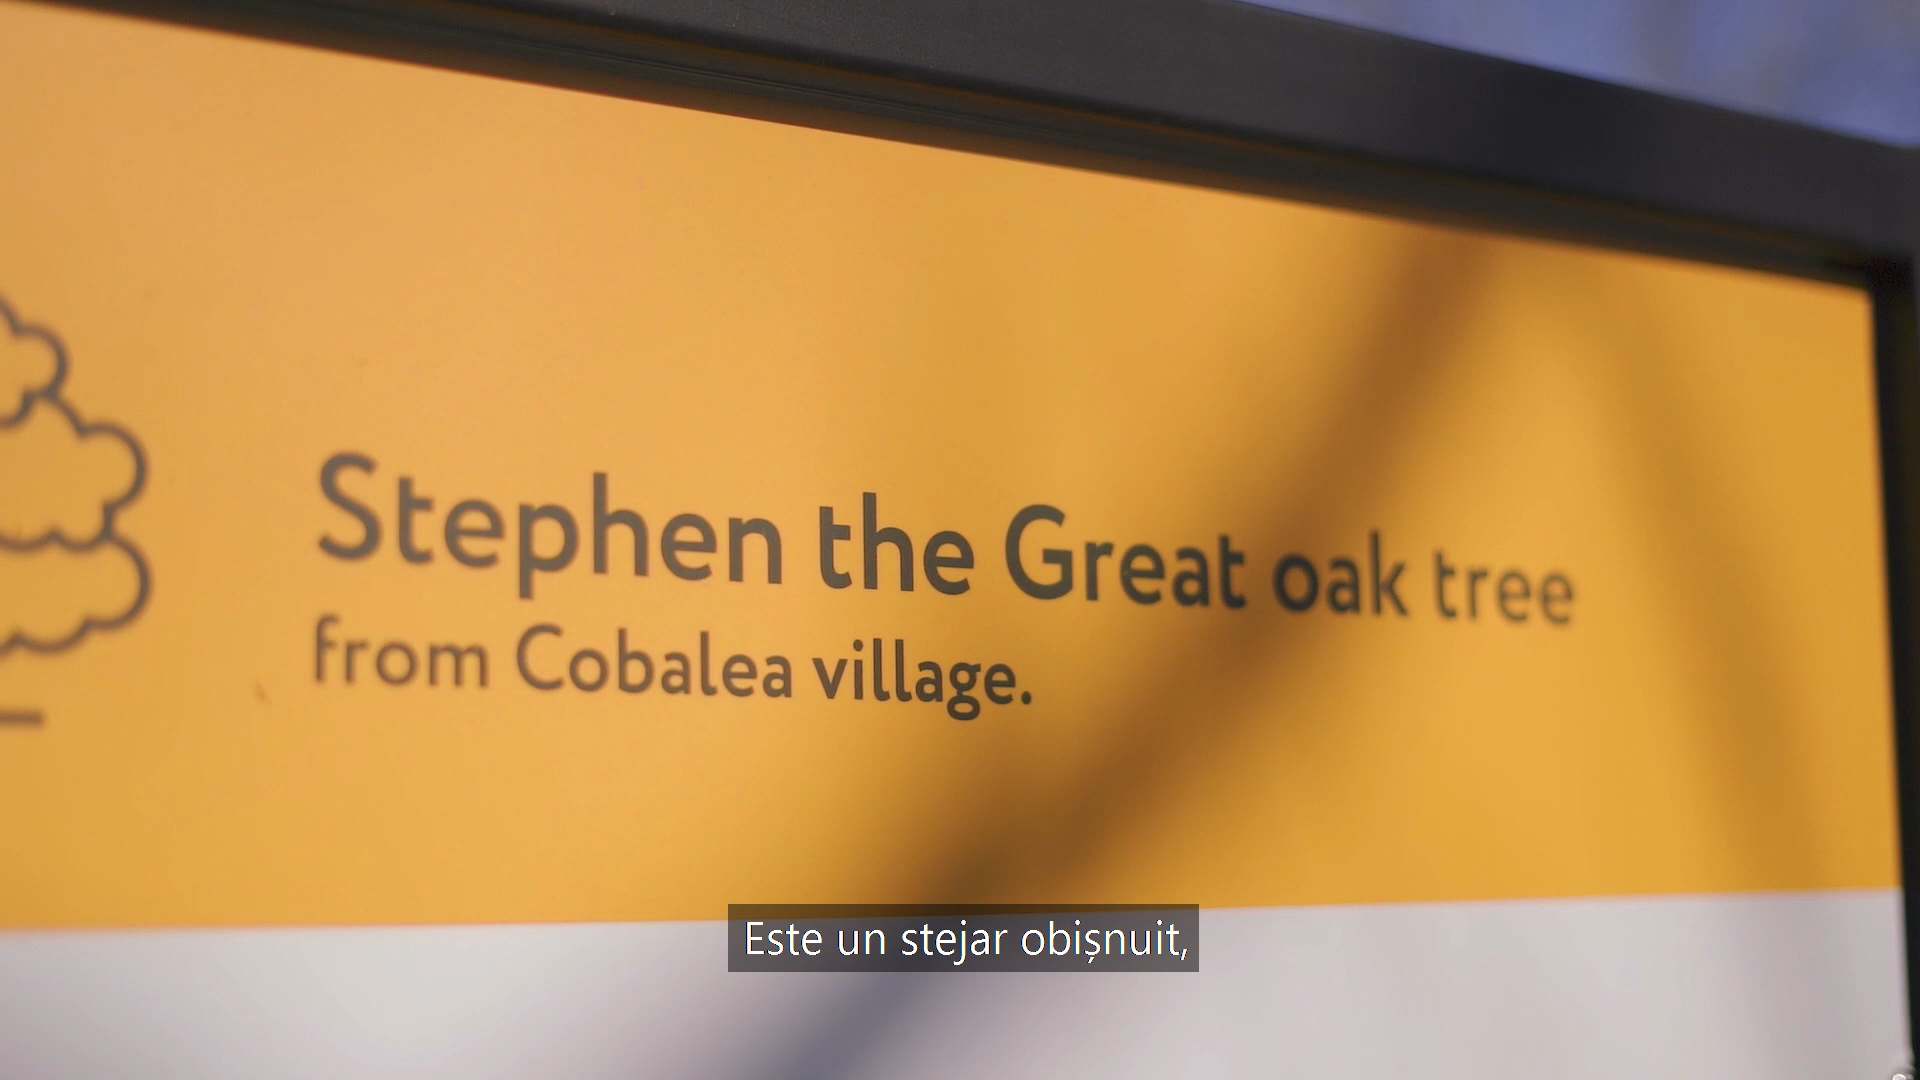 Stephen the Great oak tree
from Cobalea village.
Este un stejar obișnuit,